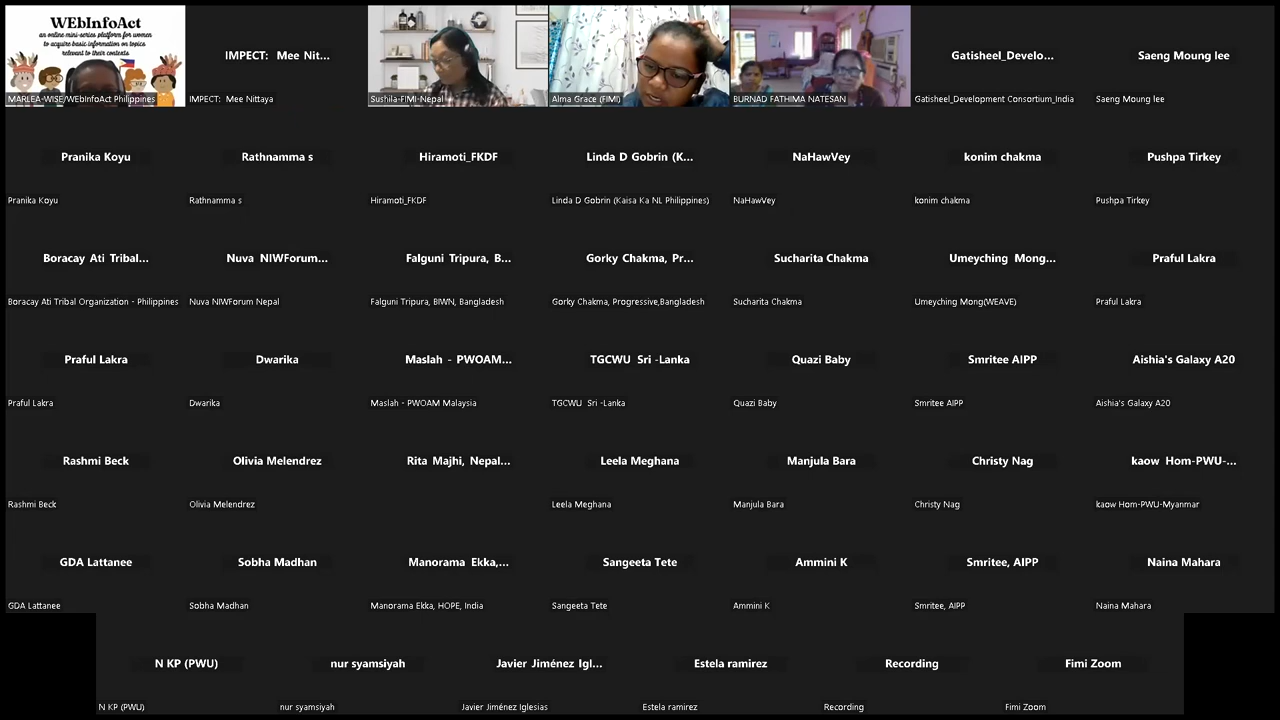 WEbInfoAct
an online mini-series platform for women
to acquire basic information on topics
relevant to their contexts
MARLEA-WISE/WEbInfoAct Philippines
IMPECT: Mee Nit...
IMPECT: Mee Nittaya
Sushila-FIMI-Nepal
Alma Grace (FIMI)
BURNAD FATHIMA NATESAN
Gatisheel_Develo...
Gatisheel_Development Consortium_India
Saeng Moung lee
Saeng Moung lee
Pranika Koyu
Pranika Koyu
Rathnamma s
Rathnamma s
Hiramoti_FKDF
Hiramoti_FKDF
Linda D Gobrin (K...
Linda D Gobrin (Kaisa Ka NL Philippines)
NaHawVey
NaHawVey
konim chakma
konim chakma
Pushpa Tirkey
Pushpa Tirkey
Boracay Ati Tribal...
Boracay Ati Tribal Organization - Philippines
Nuva NIWForum...
Nuva NIWForum Nepal
Falguni Tripura, B...
Falguni Tripura, BIWN, Bangladesh
Gorky Chakma, Pr...
Gorky Chakma, Progressive,Bangladesh
Sucharita Chakma
Sucharita Chakma
Umeyching Mong...
Umeyching Mong(WEAVE)
Praful Lakra
Praful Lakra
Praful Lakra
Praful Lakra
Dwarika
Dwarika
Maslah - PWOAM...
Maslah - PWOAM Malaysia
TGCWU Sri -Lanka
TGCWU Sri -Lanka
Quazi Baby
Quazi Baby
Smritee AIPP
Smritee AIPP
Aishia's Galaxy A20
Aishia's Galaxy A20
Rashmi Beck
Rashmi Beck
Olivia Melendrez
Olivia Melendrez
Rita Majhi, Nepal...
Leela Meghana
Leela Meghana
Manjula Bara
Manjula Bara
Christy Nag
Christy Nag
kaow Hom-PWU-...
kaow Hom-PWU-Myanmar
GDA Lattanee
GDA Lattanee
Sobha Madhan
Sobha Madhan
Manorama Ekka,...
Manorama Ekka, HOPE, India
Sangeeta Tete
Sangeeta Tete
Ammini K
Ammini K
Smritee, AIPP
Smritee, AIPP
Naina Mahara
Naina Mahara
N KP (PWU)
N KP (PWU)
nur syamsiyah
nur syamsiyah
Javier Jiménez Igl...
Javier Jiménez Iglesias
Estela ramirez
Estela ramirez
Recording
Recording
Fimi Zoom
Fimi Zoom